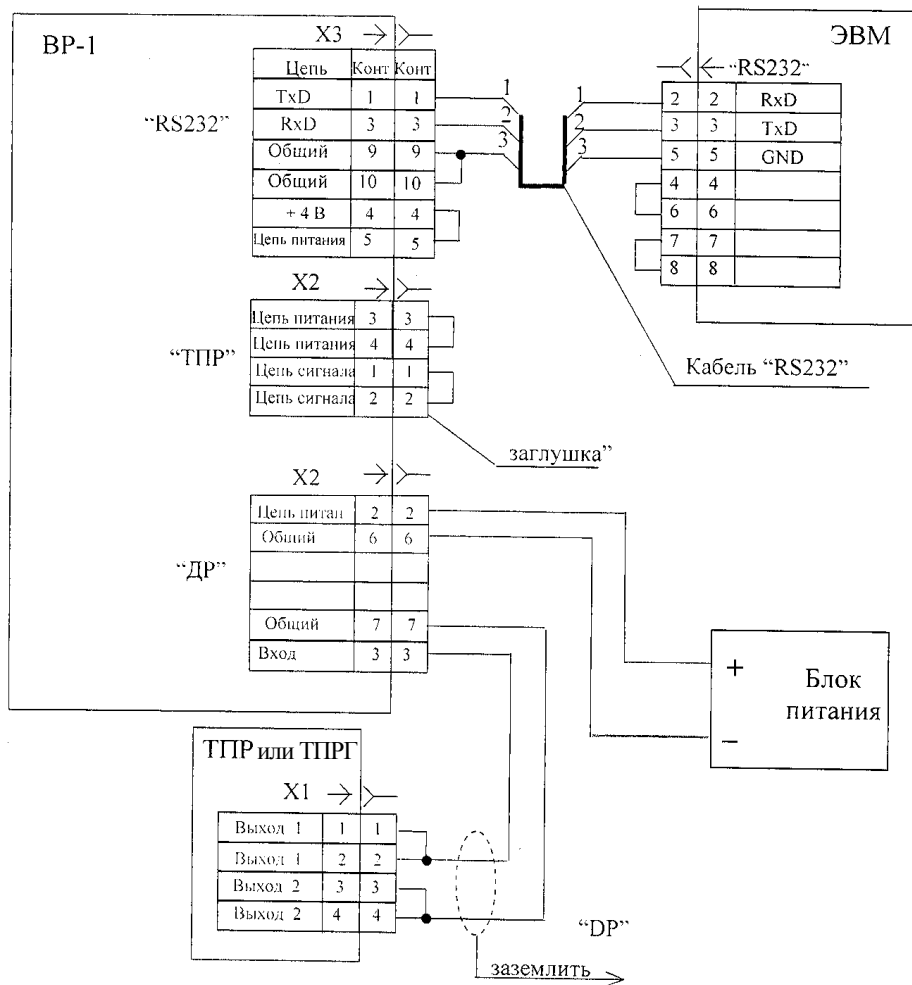 ВР-1
ЭВМ
X3
"RS232"
Цепь Конт Конт
TxD 1 1
RxD 3 3
Общий 9 9
Общий 10 10
+ 4 В 4 4
Цепь питания 5 5
"RS232"
1
2
3
1
2
3
2 2 RxD
3 3 TxD
5 5 GND
4 4
6 6
7 7
8 8
Кабель "RS232"
X2
"ТПР"
Цепь питания 3 3
Цепь питания 4 4
Цепь сигнала 1 1
Цепь сигнала 2 2
заглушка"
X2
"ДР"
Цепь питан 2 2
Общий 6 6
Общий 7 7
Вход 3 3
+
−
Блок
питания
ТПР или ТПРГ
X1
Выход 1 1 1
Выход 1 2 2
Выход 2 3 3
Выход 2 4 4
"DP"
заземлить